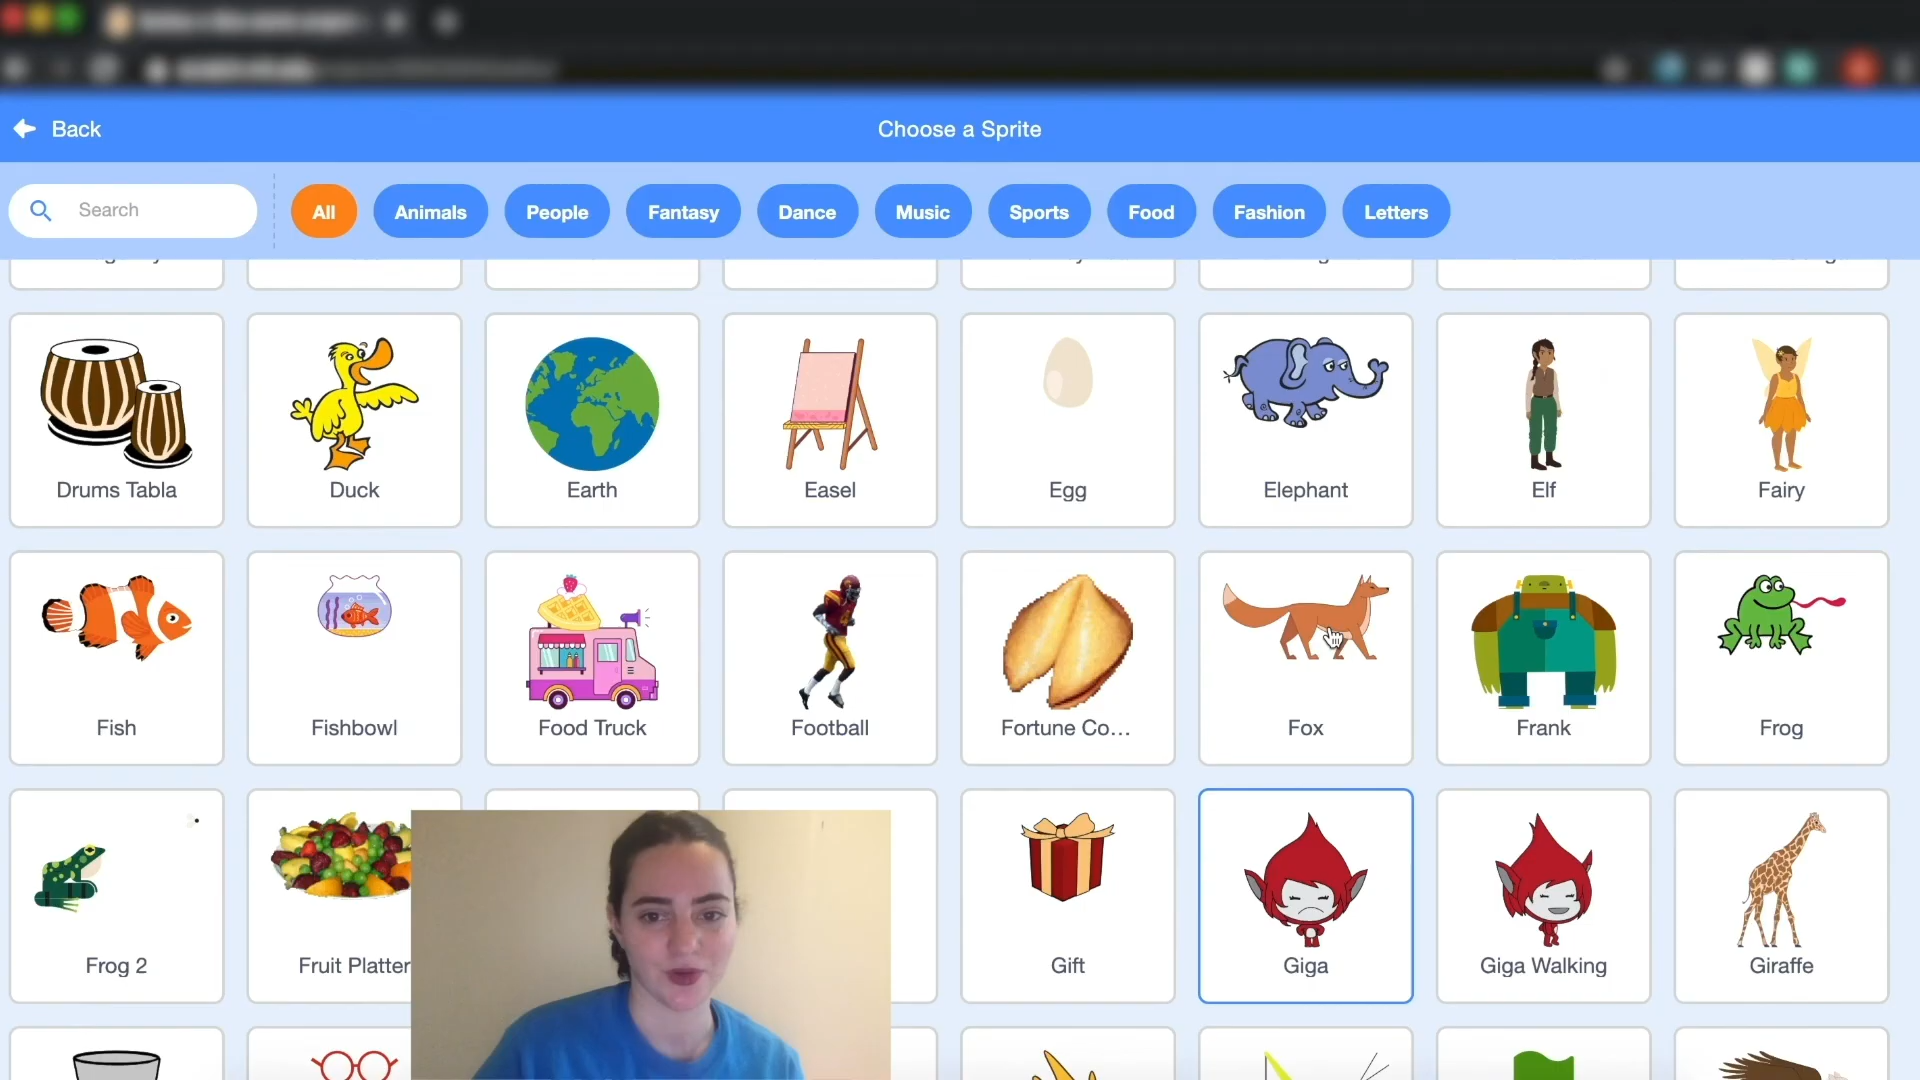 Back
Choose a Sprite
Search
All
Animals
People
Fantasy
Dance
Music
Sports
Food
Fashion
Letters
Drums Tabla
Duck
Earth
Easel
Egg
Elephant
Elf
Fairy
Fish
Fishbowl
Food Truck
Football
Fortune Co...
Fox
Frank
Frog
Frog 2
Fruit Platter
Gift
Giga
Giga Walking
Giraffe